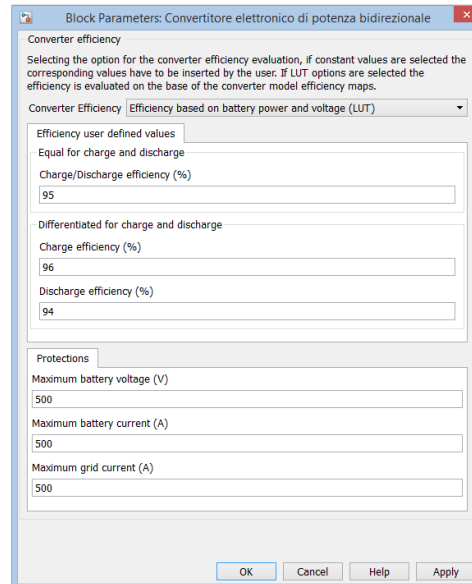 Block Parameters: Convertitore elettronico di potenza bidirezionale
Converter efficiency
Selecting the option for the converter efficiency evaluation, if constant values are selected the
corresponding values have to be inserted by the user. If LUT options are selected the
efficiency is evaluated on the base of the converter model efficiency maps.
Converter Efficiency Efficiency based on battery power and voltage (LUT)
Efficiency user defined values
Equal for charge and discharge
Charge/Discharge efficiency (%)
95
Differentiated for charge and discharge
Charge efficiency (%)
96
Discharge efficiency (%)
94
Protections
Maximum battery voltage (V)
500
Maximum battery current (A)
500
Maximum grid current (A)
500
OK Cancel Help Apply